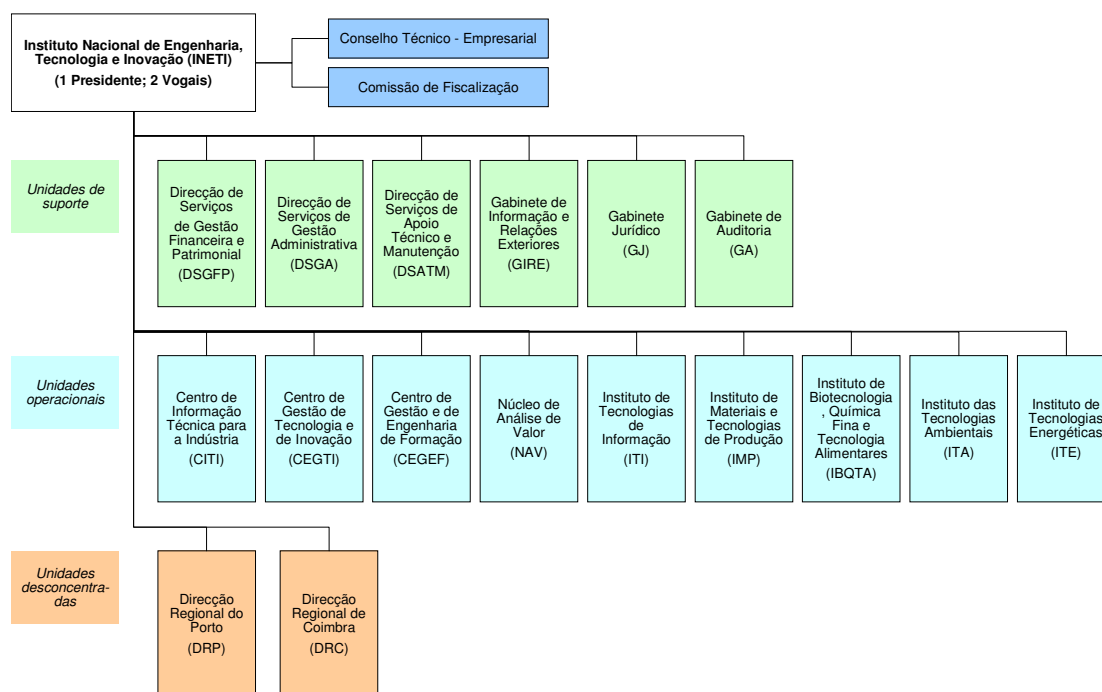 Instituto Nacional de Engenharia,
Tecnologia e Inovação (INETI)
(1 Presidente; 2 Vogais)
Conselho Técnico - Empresarial
Comissão de Fiscalização
Unidades de
suporte
Direcção de
Serviços
de Gestão
Financeira e
Patrimonial
(DSGFP)
Direcção de
Serviços de
Gestão
Administrativa
(DSGA)
Direcção de
Serviços de
Apoio
Técnico e
Manutenção
(DSATM)
Gabinete de
Informação e
Relações
Exteriores
(GIRE)
Gabinete
Jurídico
(GJ)
Gabinete de
Auditoria
(GA)
Unidades
operacionais
Centro de
Informação
Técnica para
a Indústria
(CITI)
Centro de
Gestão de
Tecnologia e
de Inovação
(CEGTI)
Centro de
Gestão e de
Engenharia
de Formação
(CEGEF)
Núcleo de
Análise de
Valor
(NAV)
Instituto de
Tecnologias
de
Informação
(ITI)
Instituto de
Materiais e
Tecnologias
de Produção
(IMP)
Instituto de
Biotecnologia
, Química
Fina e
Tecnologia
Alimentares
(IBQTA)
Instituto das
Tecnologias
Ambientais
(ITA)
Instituto de
Tecnologias
Energéticas
(ITE)
Unidades
desconcentra-
das
Direcção
Regional do
Porto
(DRP)
Direcção
Regional de
Coimbra
(DRC)